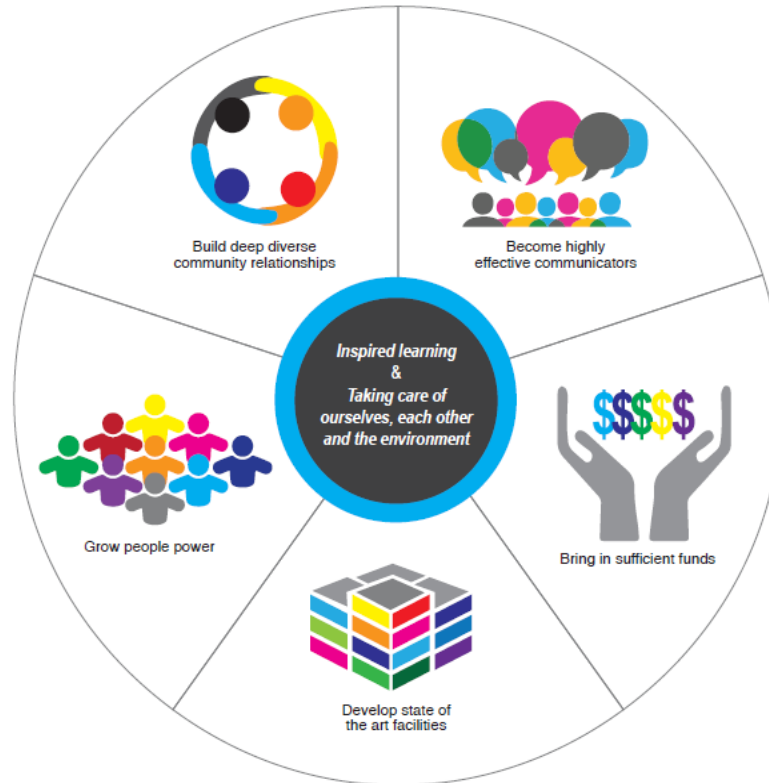 Build deep diverse
community relationships
Become highly
effective communicators
Inspired learning
&
Taking care of
ourselves, each other
and the environment
$$$$$
Grow people power
Bring in sufficient funds
Develop state of
the art facilities